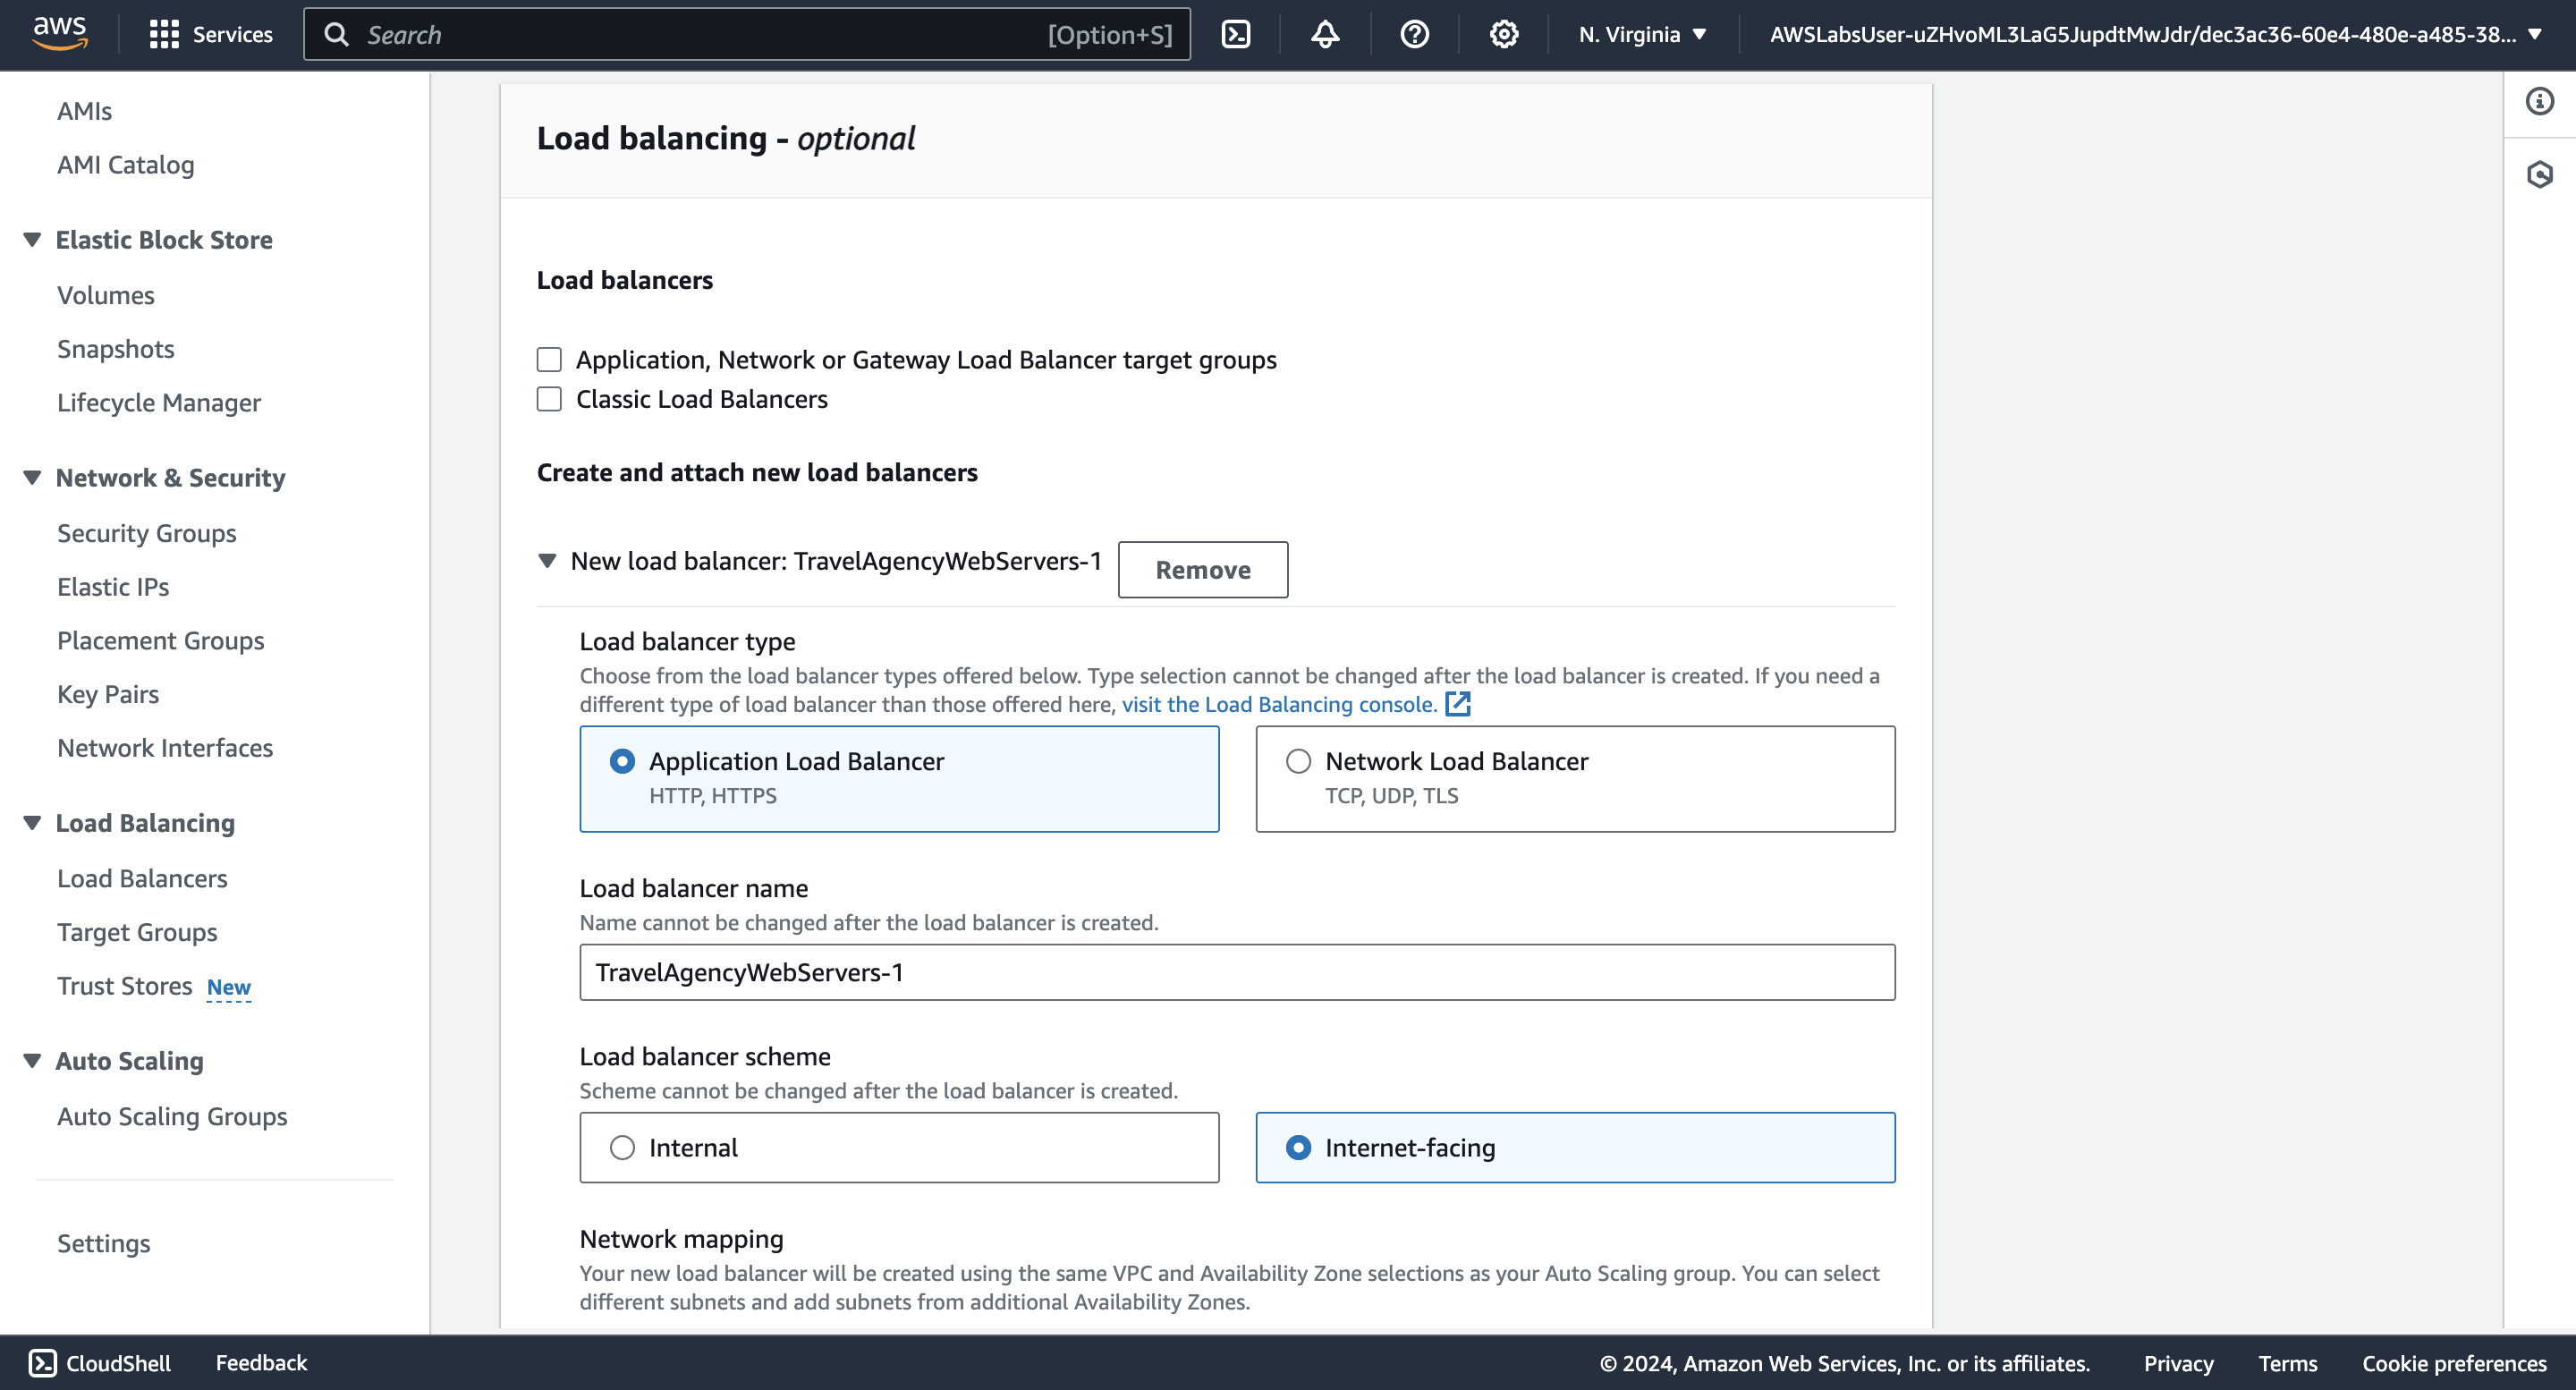 aws
Services
Search
[Option+S]
N. Virginia
AWSLabsUser-uZHvoML3LaG5JupdtMwJdr/dec3ac36-60e4-480e-a485-38...
AMIs
AMI Catalog
Elastic Block Store
Volumes
Snapshots
Lifecycle Manager
Network & Security
Security Groups
Elastic IPs
Placement Groups
Key Pairs
Network Interfaces
Load Balancing
Load Balancers
Target Groups
Trust Stores New
Auto Scaling
Auto Scaling Groups
Settings
Load balancing - optional
Load balancers
Application, Network or Gateway Load Balancer target groups
Classic Load Balancers
Create and attach new load balancers
New load balancer: TravelAgencyWebServers-1
Remove
Load balancer type
Choose from the load balancer types offered below. Type selection cannot be changed after the load balancer is created. If you need a
different type of load balancer than those offered here, visit the Load Balancing console.
Application Load Balancer
HTTP, HTTPS
Network Load Balancer
TCP, UDP, TLS
Load balancer name
Name cannot be changed after the load balancer is created.
TravelAgencyWebServers-1
Load balancer scheme
Scheme cannot be changed after the load balancer is created.
Internal
Internet-facing
Network mapping
Your new load balancer will be created using the same VPC and Availability Zone selections as your Auto Scaling group. You can select
different subnets and add subnets from additional Availability Zones.
CloudShell
Feedback
© 2024, Amazon Web Services, Inc. or its affiliates.
Privacy
Terms
Cookie preferences